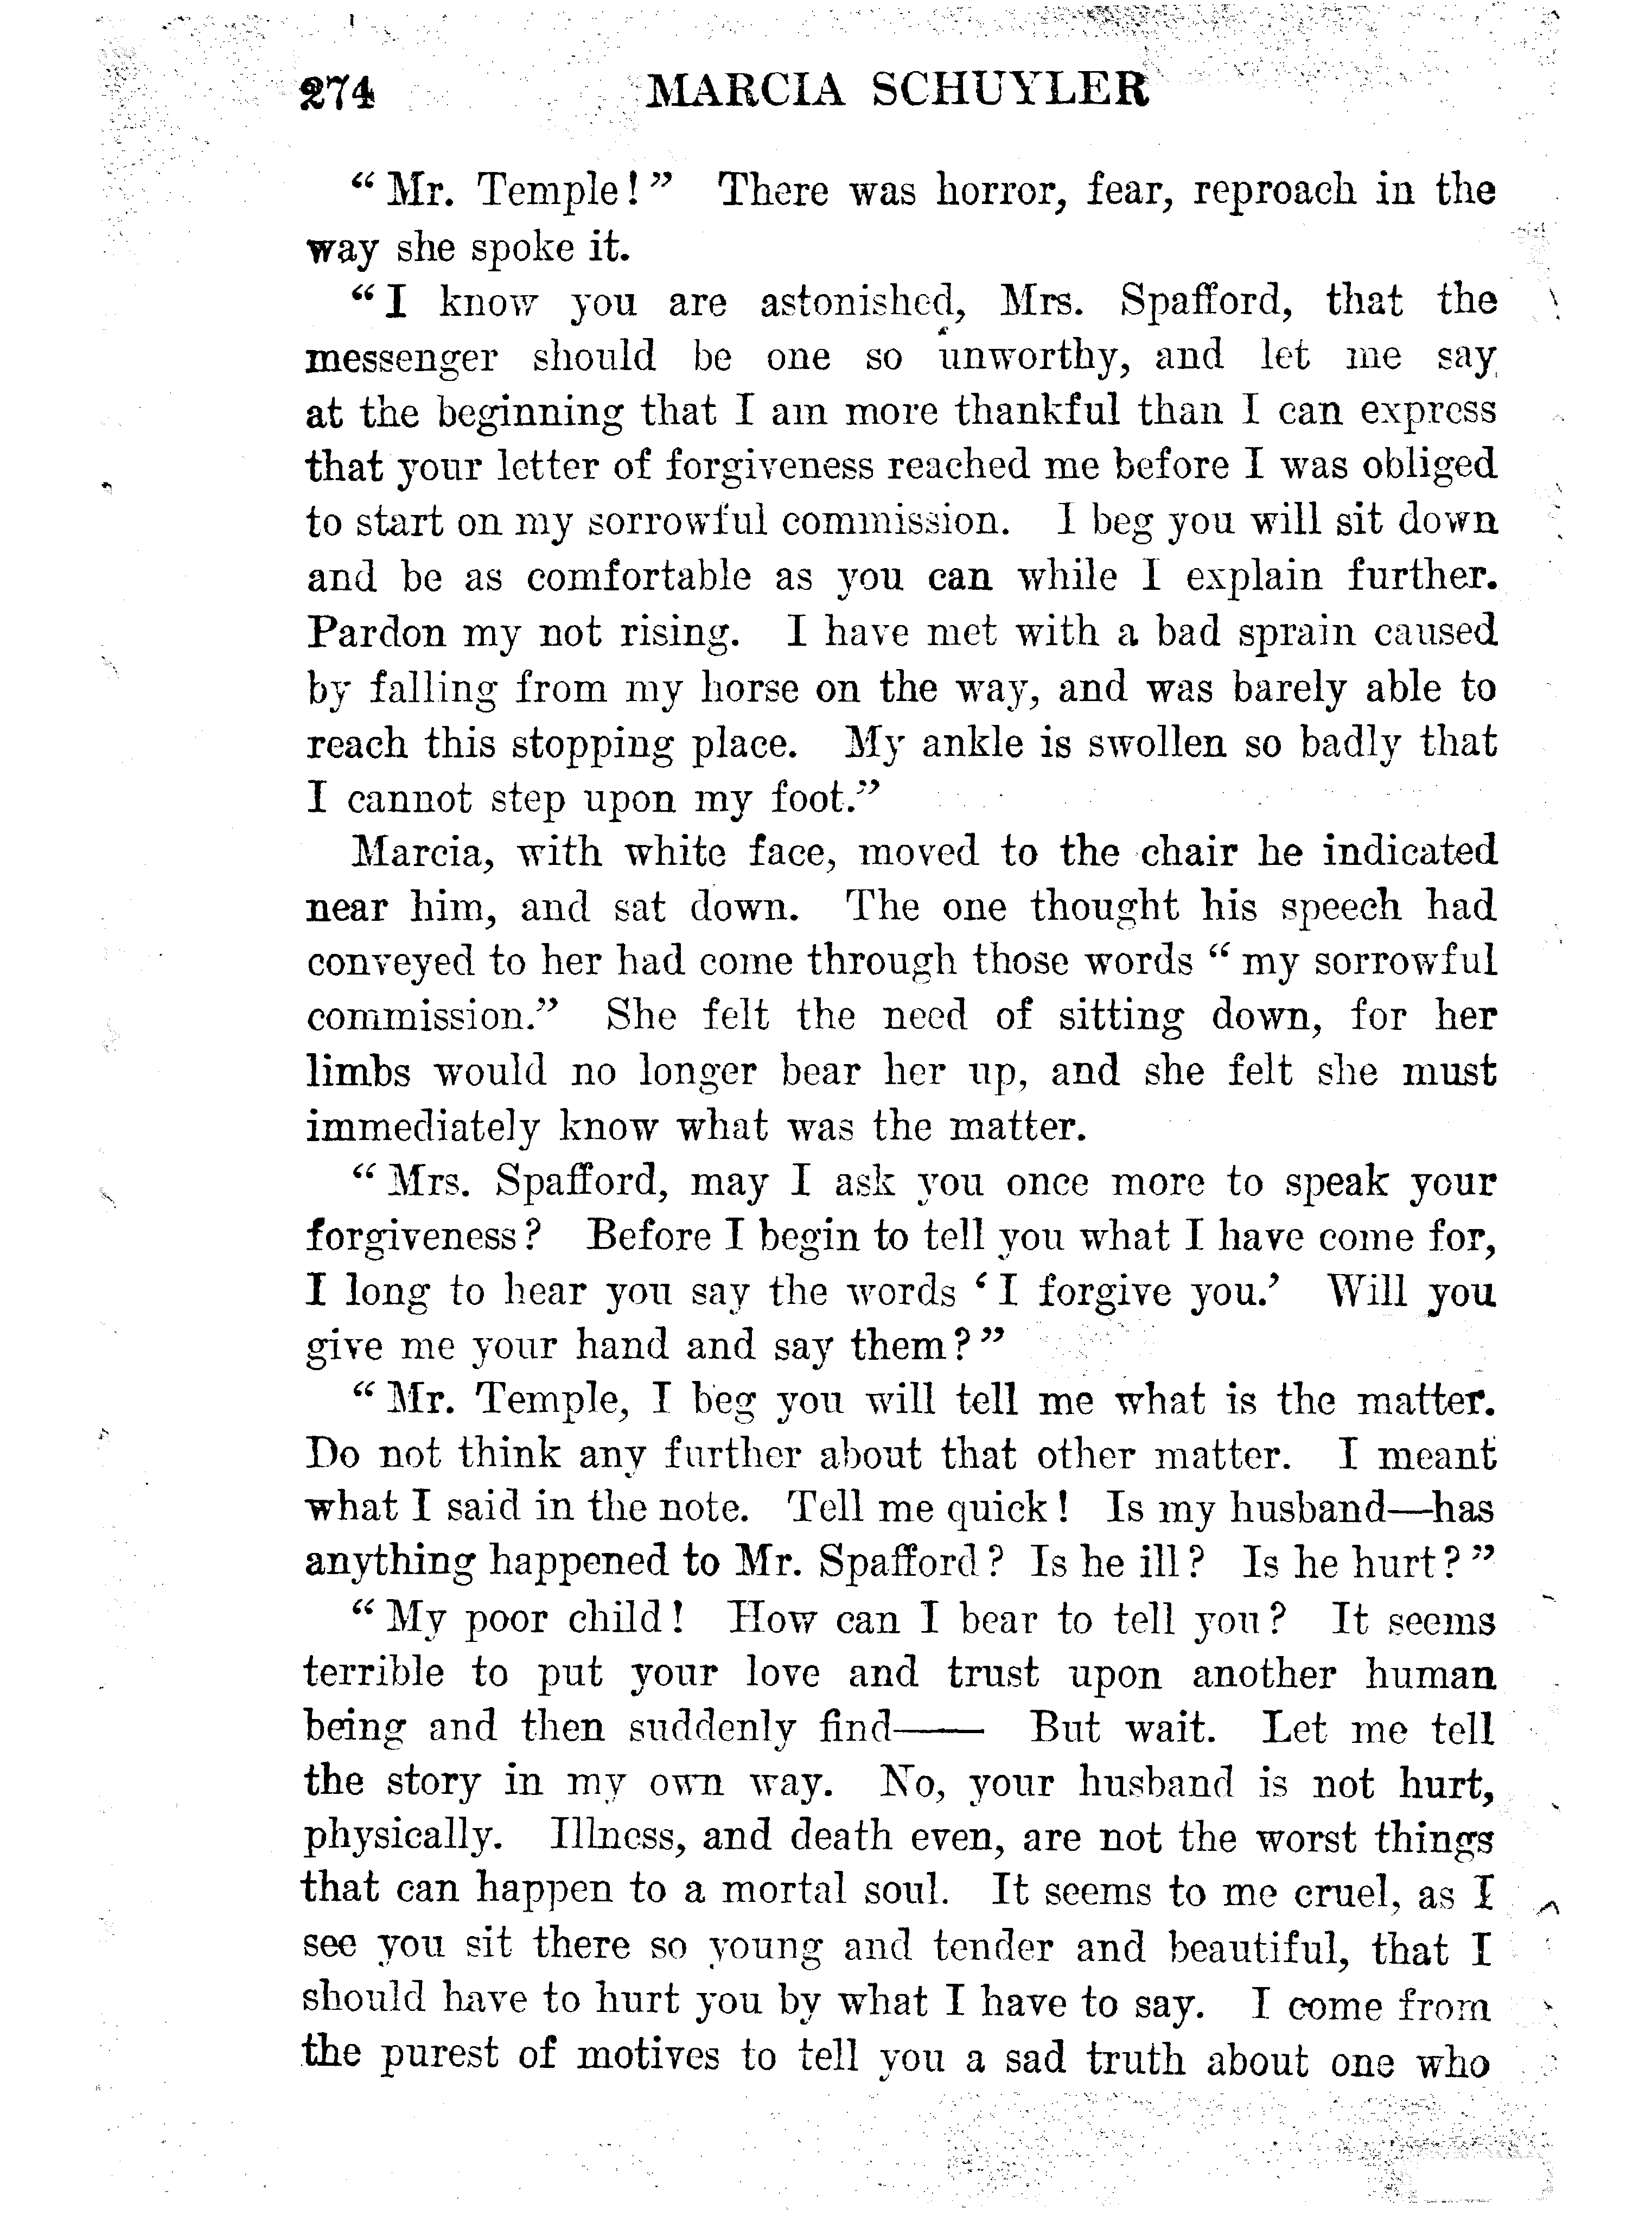 274 MARCIA SCHUYLER
“ Mr. Temple! ” There was horror, fear, reproach in the
way she spoke it.
“ I know you are astonished, Mrs. Spafford, that the
messenger should be one so unworthy, and let me say
at the beginning that I am more thankful than I can express
that your letter of forgiveness reached me before I was obliged
to start on my sorrowful commission. I beg you will sit down
and be as comfortable as you can while I explain further.
Pardon my not rising. I have met with a bad sprain caused
by falling from my horse on the way, and was barely able to
reach this stopping place. My ankle is swollen so badly that
I cannot step upon my foot.”
Marcia, with white face, moved to the chair he indicated
near him, and sat down. The one thought his speech had
conveyed to her had come through those words “ my sorrowful
commission.” She felt the need of sitting down, for her
limbs would no longer bear her up, and she felt she must
immediately know what was the matter.
“ Mrs. Spafford, may I ask you once more to speak your
forgiveness? Before I begin to tell you what I have come for,
I long to hear you say the words ‘ I forgive you.’ Will you
give me your hand and say them? ”
“ Mr. Temple, I beg you will tell me what is the matter.
Do not think any further about that other matter. I meant
what I said in the note. Tell me quick! Is my husband—has
anything happened to Mr. Spafford? Is he ill? Is he hurt? ”
“ My poor child! How can I bear to tell you? It seems
terrible to put your love and trust upon another human
being and then suddenly find—— But wait. Let me tell
the story in my own way. No, your husband is not hurt,
physically. Illness, and death even, are not the worst things
that can happen to a mortal soul. It seems to me cruel, as I
see you sit there so young and tender and beautiful, that I
should have to hurt you by what I have to say. I come from
the purest of motives to tell you a sad truth about one who